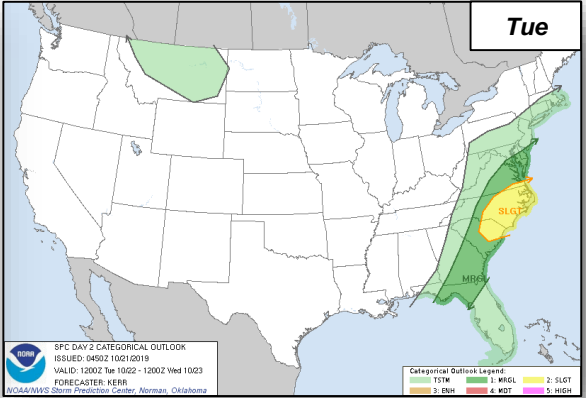 Tue
SLGT
MRGL
NOAA
SPC DAY 2 CATEGORICAL OUTLOOK
ISSUED: 0450Z 10/21/2019
VALID: 1200Z Tue 10/22 - 1200Z Wed 10/23
FORECASTER: KERR
NOAA/NWS Storm Prediction Center, Norman, Oklahoma
Categorical Outlook Legend:
TSTM 1: MRGL 2: SLGT
3: ENH 4: MDT 5: HIGH